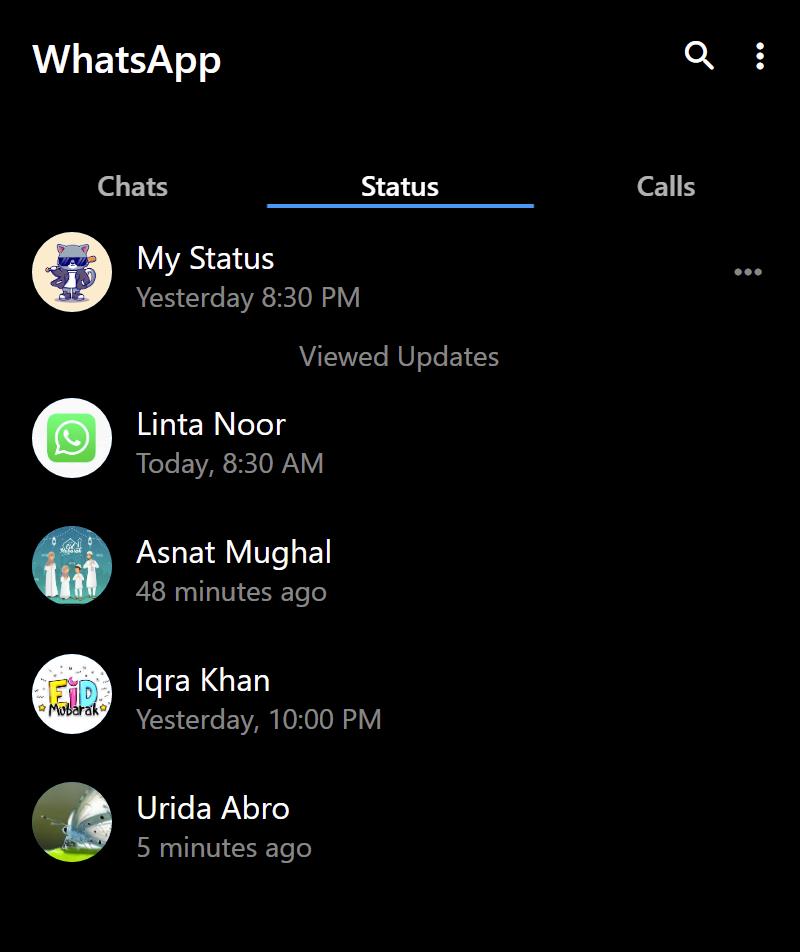 WhatsApp
Chats Status Calls
My Status
Yesterday 8:30 PM
Viewed Updates
Linta Noor
Today, 8:30 AM
Asnat Mughal
48 minutes ago
EiD
Mubarak
Iqra Khan
Yesterday, 10:00 PM
Urida Abro
5 minutes ago